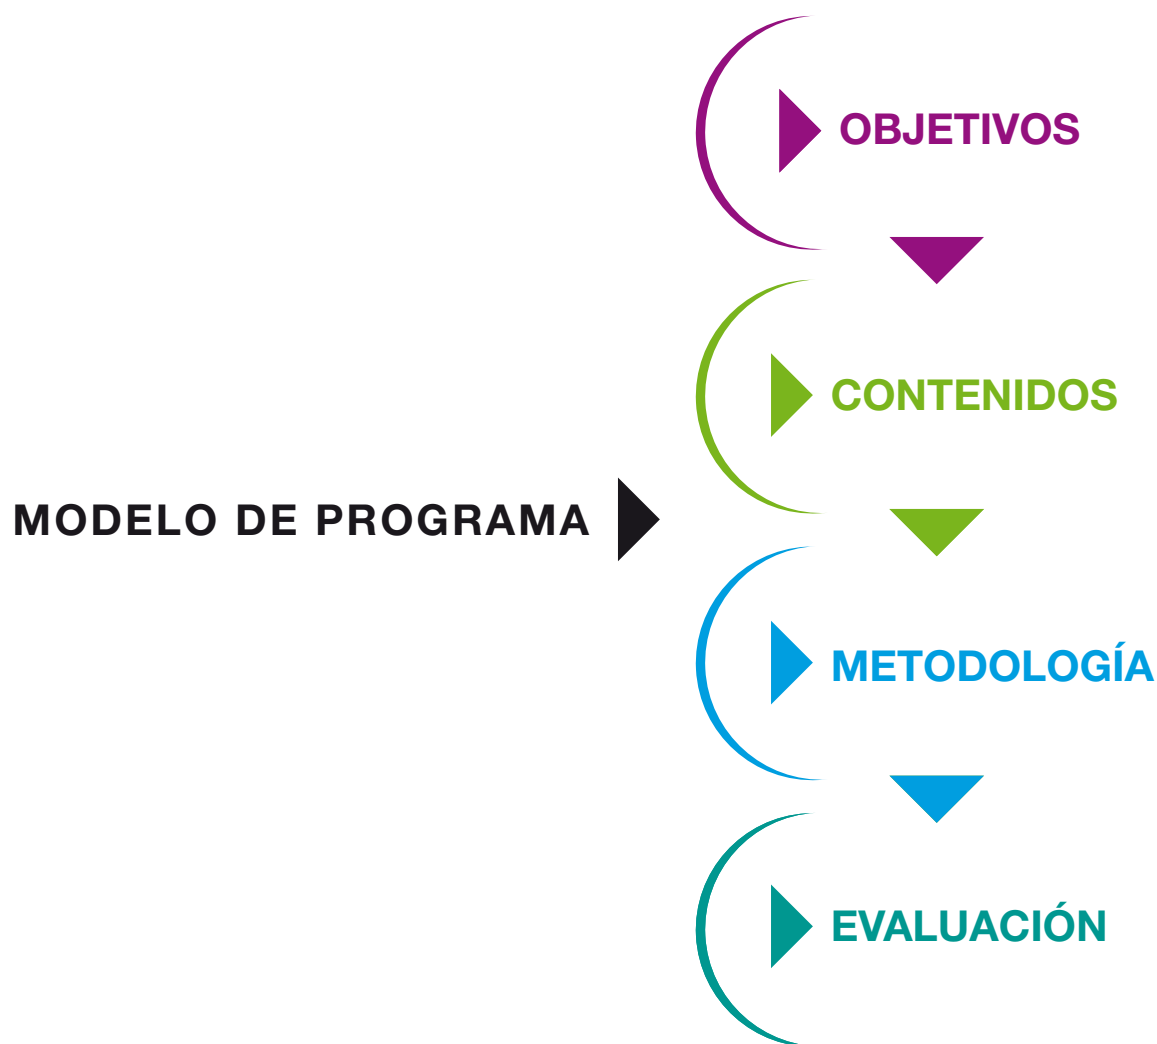 MODELO DE PROGRAMA
OBJETIVOS
CONTENIDOS
METODOLOGÍA
EVALUACIÓN